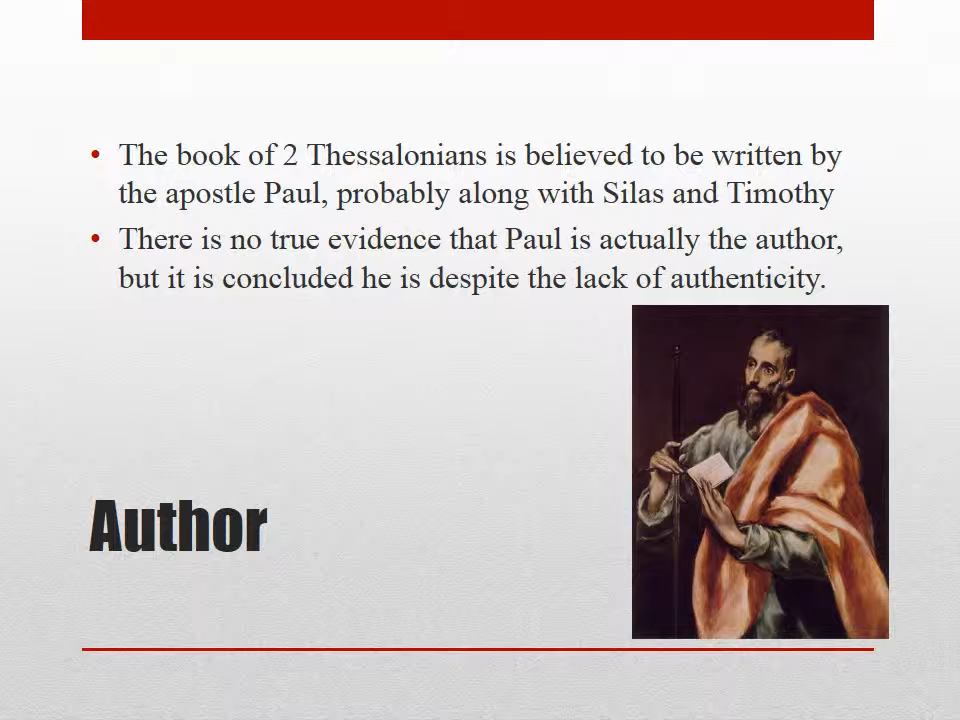 The book of 2 Thessalonians is believed to be written by
the apostle Paul, probably along with Silas and Timothy
There is no true evidence that Paul is actually the author,
but it is concluded he is despite the lack of authenticity.
Author